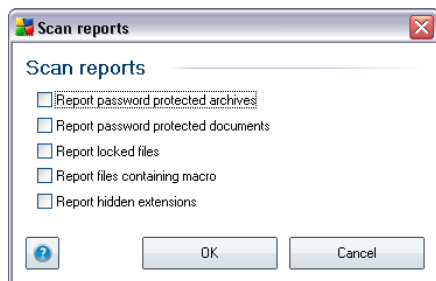 Scan reports
Scan reports
Report password protected archives
Report password protected documents
Report locked files
Report files containing macro
Report hidden extensions
? OK Cancel